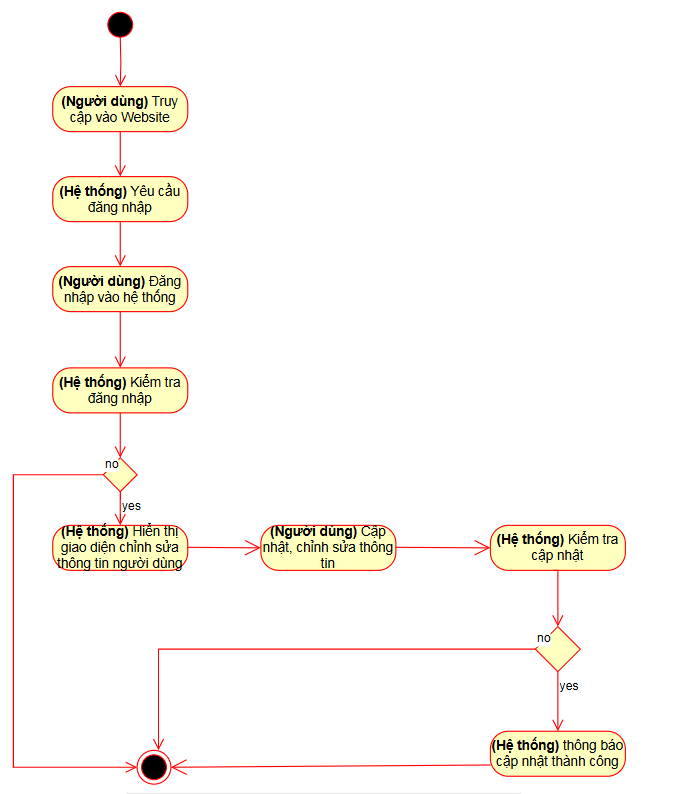 (Người dùng) Truy
cập vào Website
(Hệ thống) Yêu cầu
đăng nhập
(Người dùng) Đăng
nhập vào hệ thống
(Hệ thống) Kiểm tra
đăng nhập
no
yes
(Hệ thống) Hiển thị
giao diện chỉnh sửa
thông tin người dùng
(Người dùng) Cập
nhật, chỉnh sửa thông
tin
(Hệ thống) Kiểm tra
cập nhật
no
yes
(Hệ thống) thông báo
cập nhật thành công